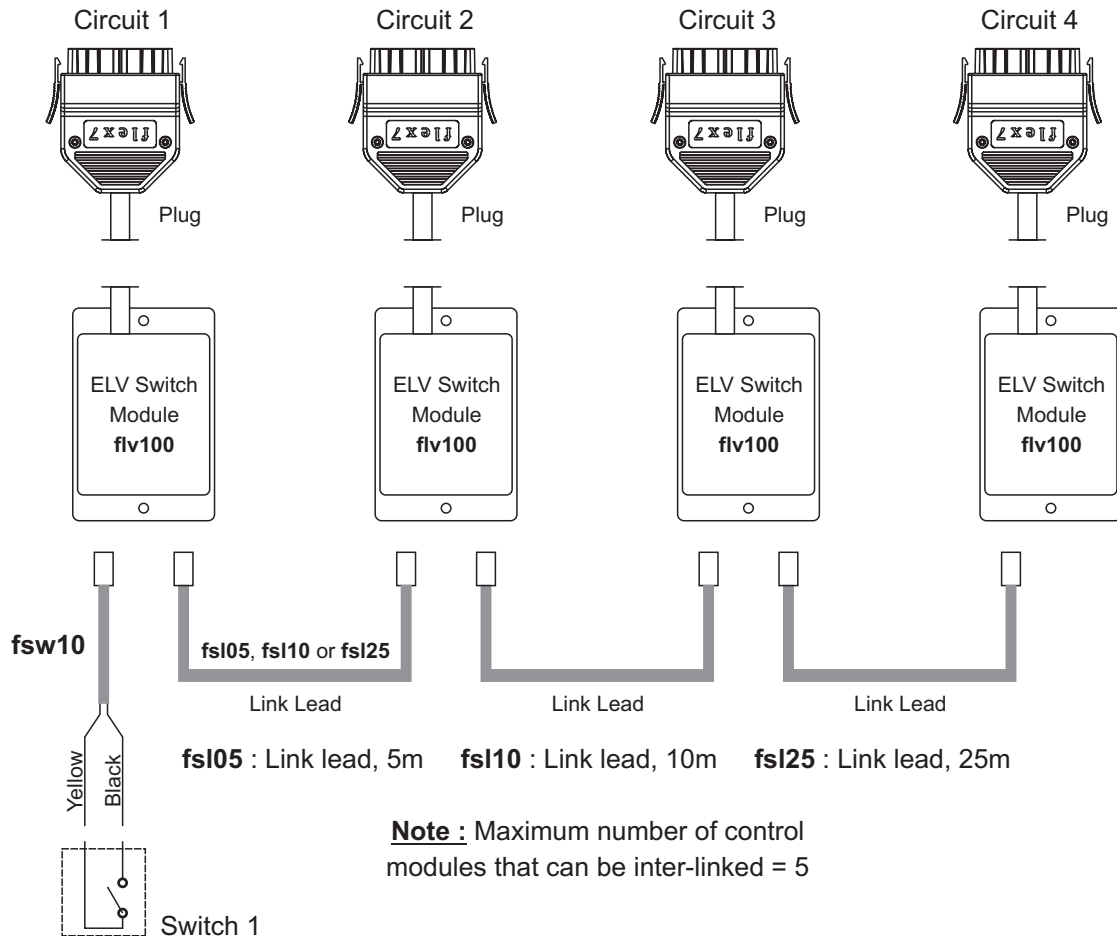 Circuit 1
Circuit 2
Circuit 3
Circuit 4
flex7
flex7
flex7
flex7
Plug
Plug
Plug
Plug
ELV Switch
Module
flv100
ELV Switch
Module
flv100
ELV Switch
Module
flv100
ELV Switch
Module
flv100
fsw10
fsl05, fsl10 or fsl25
Link Lead
Link Lead
Link Lead
Yellow
Black
fsl05 : Link lead, 5m
fsl10 : Link lead, 10m
fsl25 : Link lead, 25m
Note : Maximum number of control
modules that can be inter-linked = 5
Switch 1